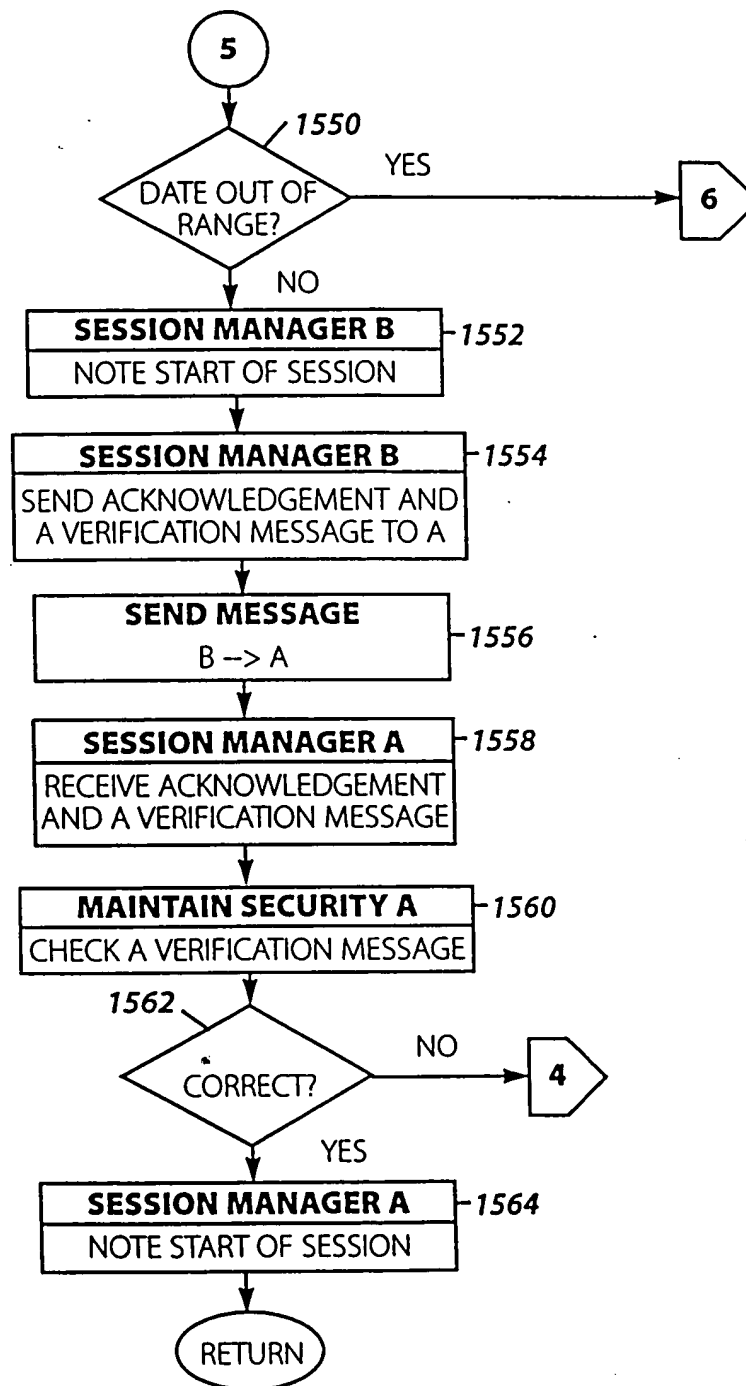 5
1550
YES
DATE OUT OF
RANGE?
6
NO
SESSION MANAGER B
1552
NOTE START OF SESSION
SESSION MANAGER B
1554
SEND ACKNOWLEDGEMENT AND
A VERIFICATION MESSAGE TO A
SEND MESSAGE
1556
B --> A
SESSION MANAGER A
1558
RECEIVE ACKNOWLEDGEMENT
AND A VERIFICATION MESSAGE
MAINTAIN SECURITY A
1560
CHECK A VERIFICATION MESSAGE
1562
NO
CORRECT?
4
YES
SESSION MANAGER A
1564
NOTE START OF SESSION
RETURN